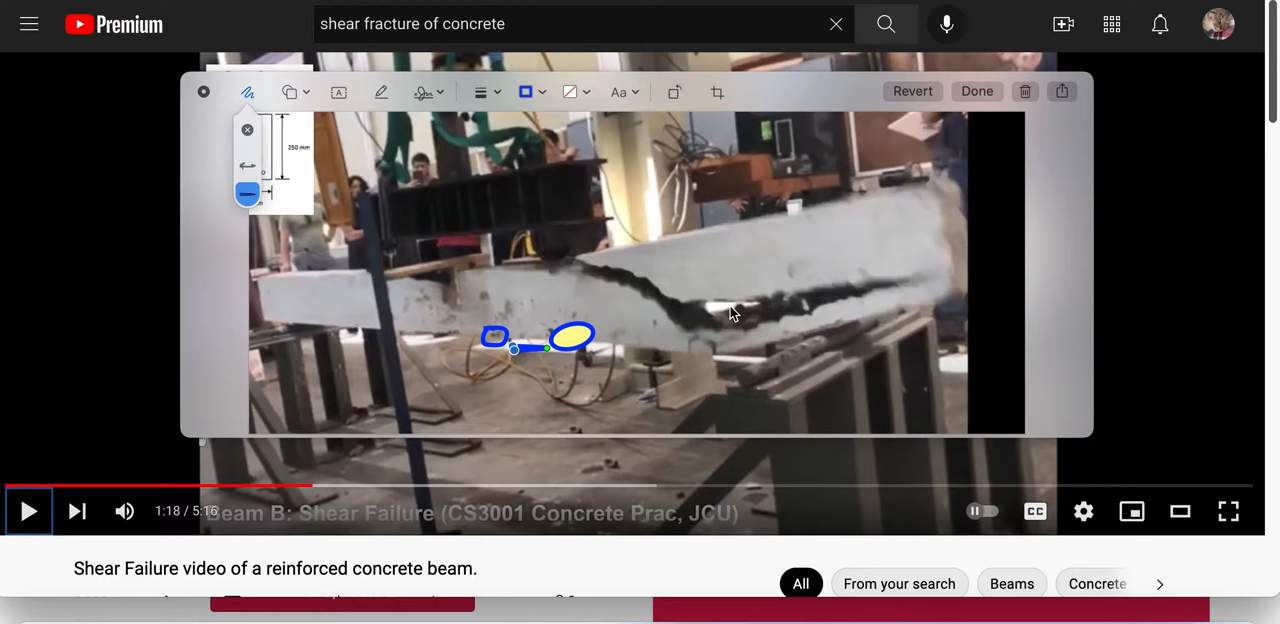 Premium
shear fracture of concrete
A
Aa
Revert
Done
250 mm
1:18 / 5:16
Beam B: Shear Failure (CS3001 Concrete Prac, JCU)
CC
Shear Failure video of a reinforced concrete beam.
All
From your search
Beams
Concrete